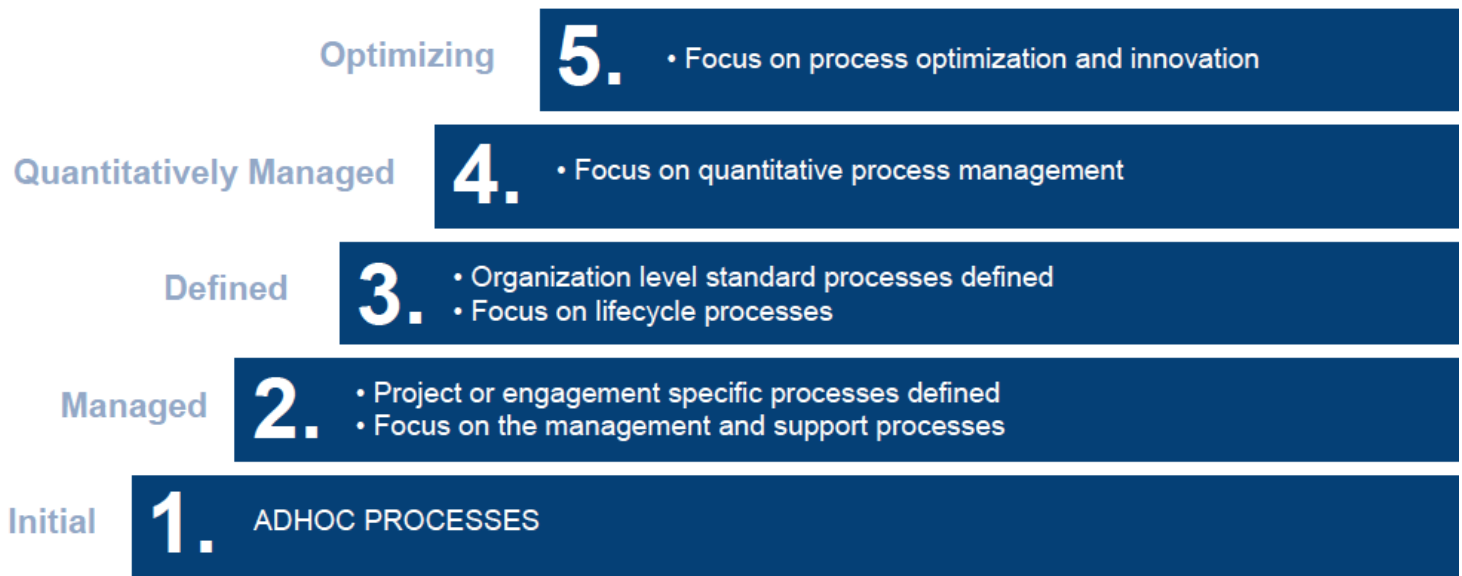 Optimizing
5.
• Focus on process optimization and innovation
Quantitatively Managed
4.
• Focus on quantitative process management
Defined
3.
• Organization level standard processes defined
• Focus on lifecycle processes
Managed
2.
• Project or engagement specific processes defined
• Focus on the management and support processes
Initial
1.
ADHOC PROCESSES